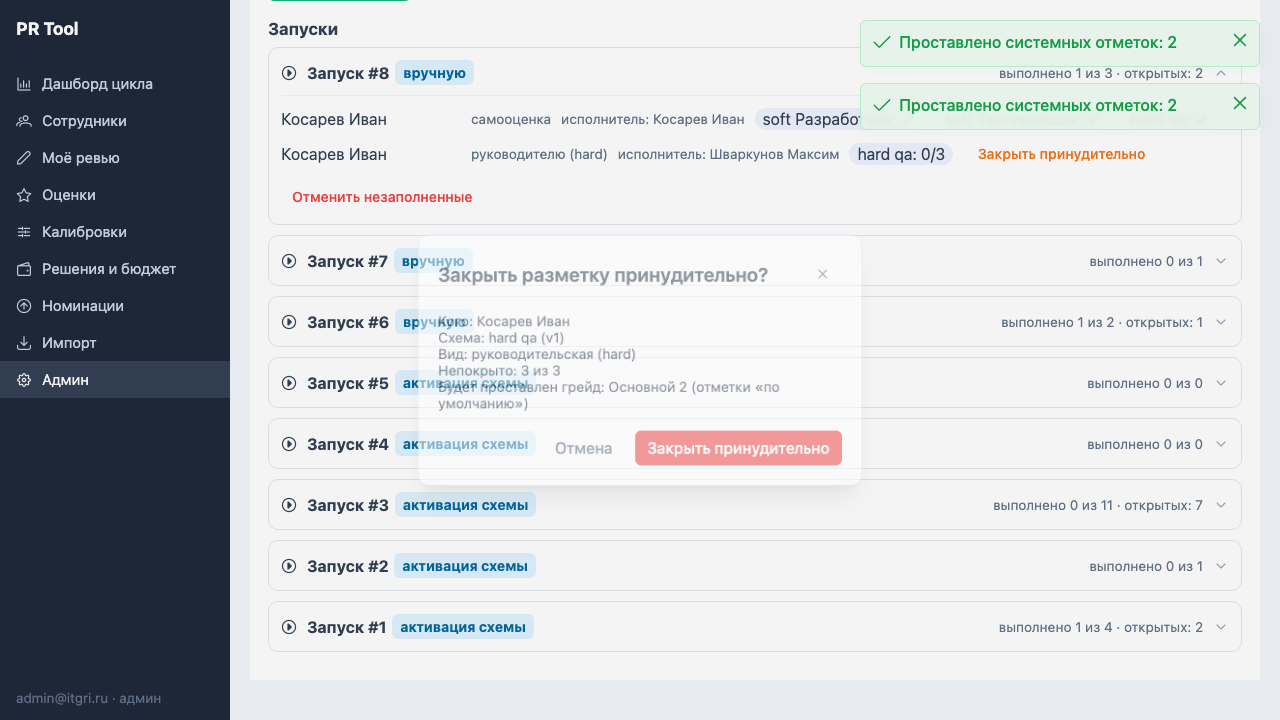 PR Tool
Дашборд цикла
Сотрудники
Моё ревью
Оценки
Калибровки
Решения и бюджет
Номинации
Импорт
Админ
admin@itgri.ru · админ
Запуски
Проставлено системных отметок: 2
Проставлено системных отметок: 2
Запуск #8 вручную выполнено 1 из 3 · открытых: 2
Косарев Иван самооценка исполнитель: Косарев Иван soft Разработ
Косарев Иван руководителю (hard) исполнитель: Шваркунов Максим hard qa: 0/3 Закрыть принудительно
Отменить незаполненные
Запуск #7 вручную выполнено 0 из 1
Закрыть разметку принудительно?
Запуск #6 вручную выполнено 1 из 2 · открытых: 1
Кого: Косарев Иван
Схема: hard qa (v1)
Вид: руководительская (hard)
Непокрыто: 3 из 3
Запуск #5 активация схемы выполнено 0 из 0
Будет проставлен грейд: Основной 2 (отметки «по
умолчанию»)
Запуск #4 активация схемы выполнено 0 из 0
Отмена Закрыть принудительно
Запуск #3 активация схемы выполнено 0 из 11 · открытых: 7
Запуск #2 активация схемы выполнено 0 из 1
Запуск #1 активация схемы выполнено 1 из 4 · открытых: 2